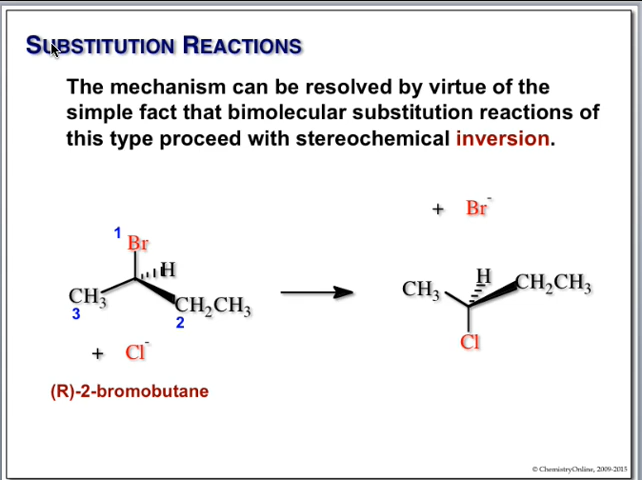 SUBSTITUTION REACTIONS
The mechanism can be resolved by virtue of the
simple fact that bimolecular substitution reactions of
this type proceed with stereochemical inversion.
+ Br⁻
1
Br
H
CH₃
3
CH₂CH₃
2
+ Cl⁻
CH₃
H
CH₂CH₃
Cl
(R)-2-bromobutane
© ChemistryOnline, 2009-2015